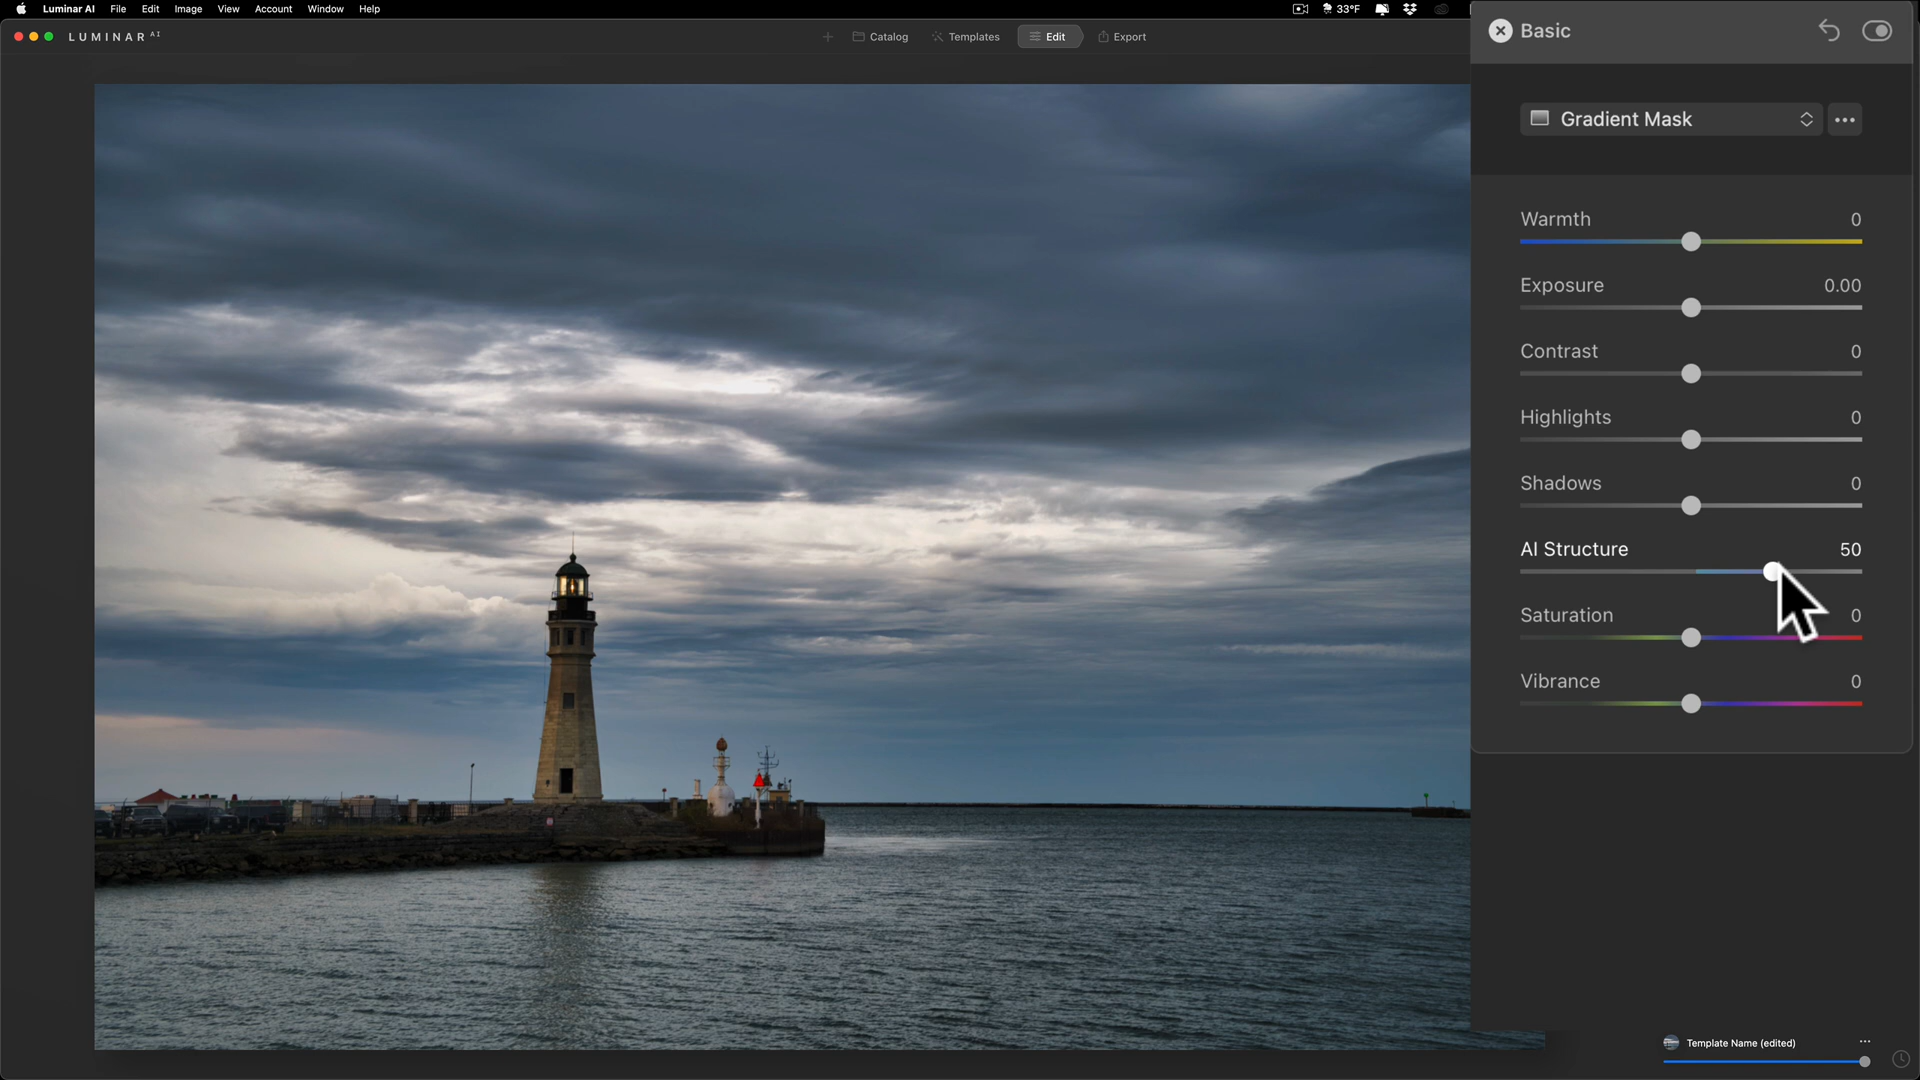 Luminar AI File Edit Image View Account Window Help 33°F
LUMINAR AI
Catalog Templates Edit Export
Basic
Gradient Mask
Warmth 0
Exposure 0.00
Contrast 0
Highlights 0
Shadows 0
AI Structure 50
Saturation 0
Vibrance 0
Template Name (edited)